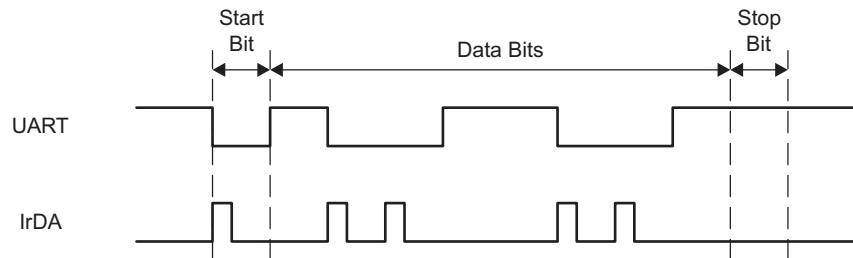 Start
Bit
Data Bits
Stop
Bit
UART
IrDA